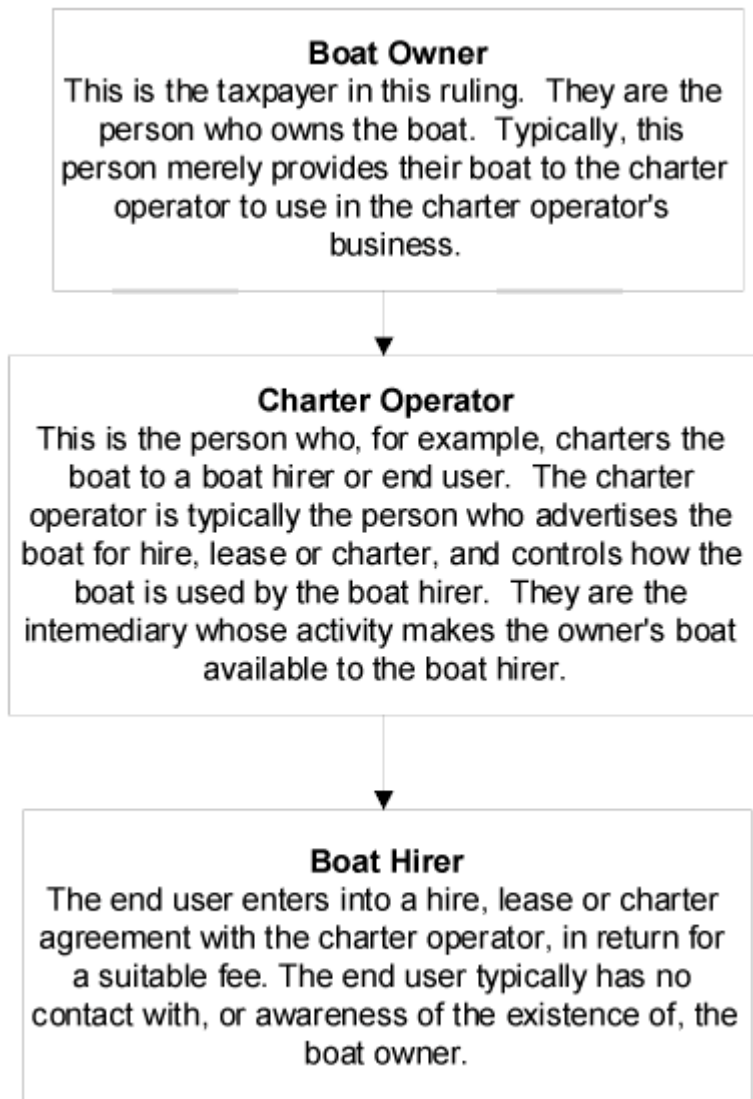 Boat Owner
This is the taxpayer in this ruling.  They are the
person who owns the boat.  Typically, this
person merely provides their boat to the charter
operator to use in the charter operator's
business.
Charter Operator
This is the person who, for example, charters the
boat to a boat hirer or end user.  The charter
operator is typically the person who advertises the
boat for hire, lease or charter, and controls how the
boat is used by the boat hirer.  They are the
intemediary whose activity makes the owner's boat
available to the boat hirer.
Boat Hirer
The end user enters into a hire, lease or charter
agreement with the charter operator, in return for
a suitable fee. The end user typically has no
contact with, or awareness of the existence of, the
boat owner.